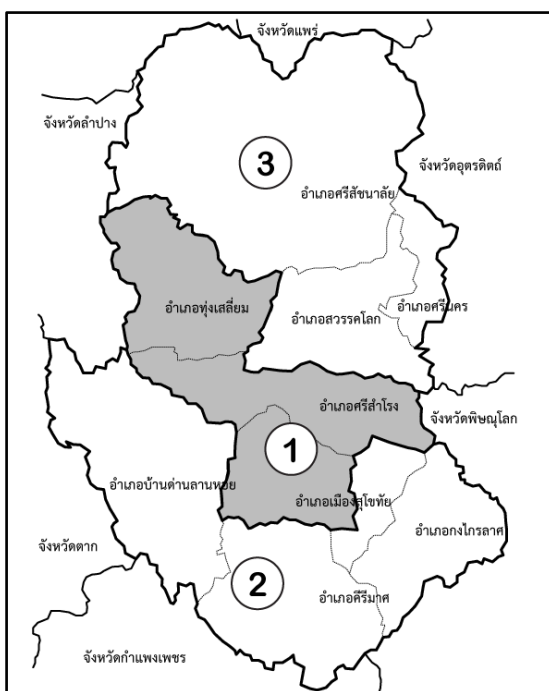 จังหวัดแพร่
จังหวัดลำปาง
3
จังหวัดอุตรดิตถ์
อำเภอศรีสัชนาลัย
อำเภอทุ่งเสลี่ยม
อำเภอสวรรคโลก
อำเภอศรีนคร
อำเภอศรีสำโรง
จังหวัดพิษณุโลก
1
อำเภอบ้านด่านลานหอย
อำเภอเมืองสุโขทัย
อำเภอกงไกรลาศ
จังหวัดตาก
2
อำเภอคีรีมาศ
จังหวัดกำแพงเพชร